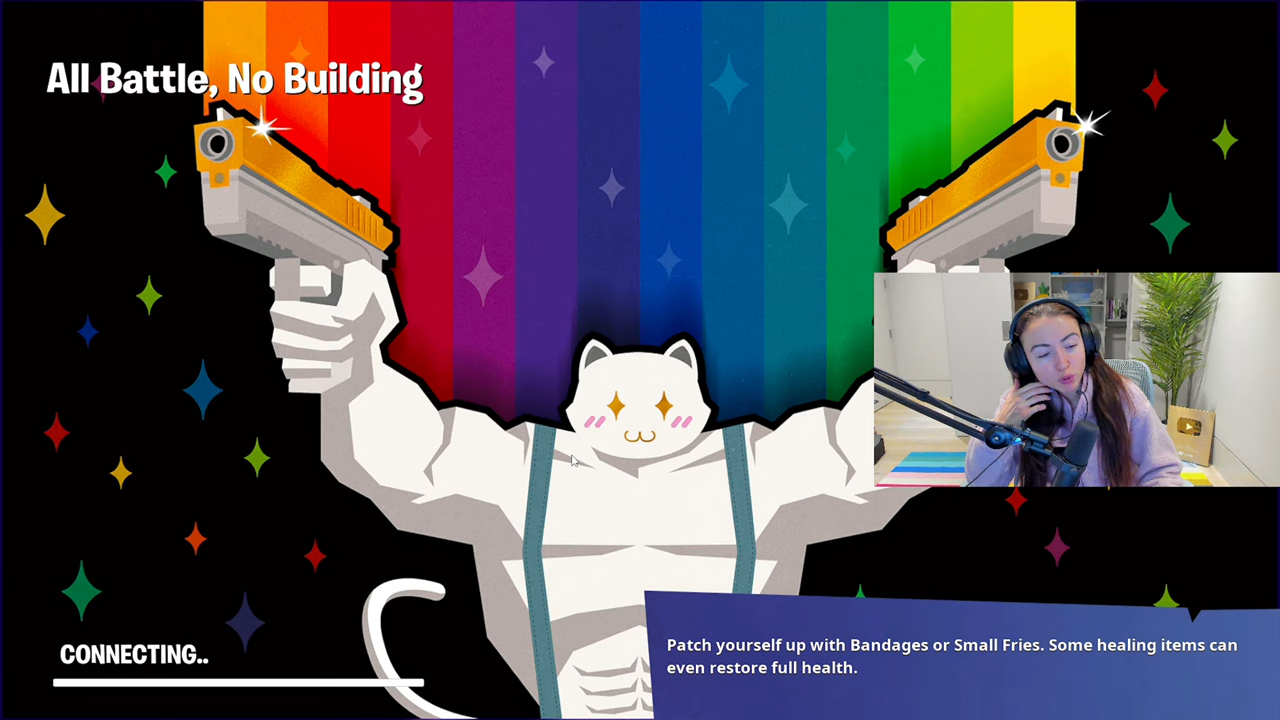 All Battle, No Building
CONNECTING..
Patch yourself up with Bandages or Small Fries. Some healing items can
even restore full health.